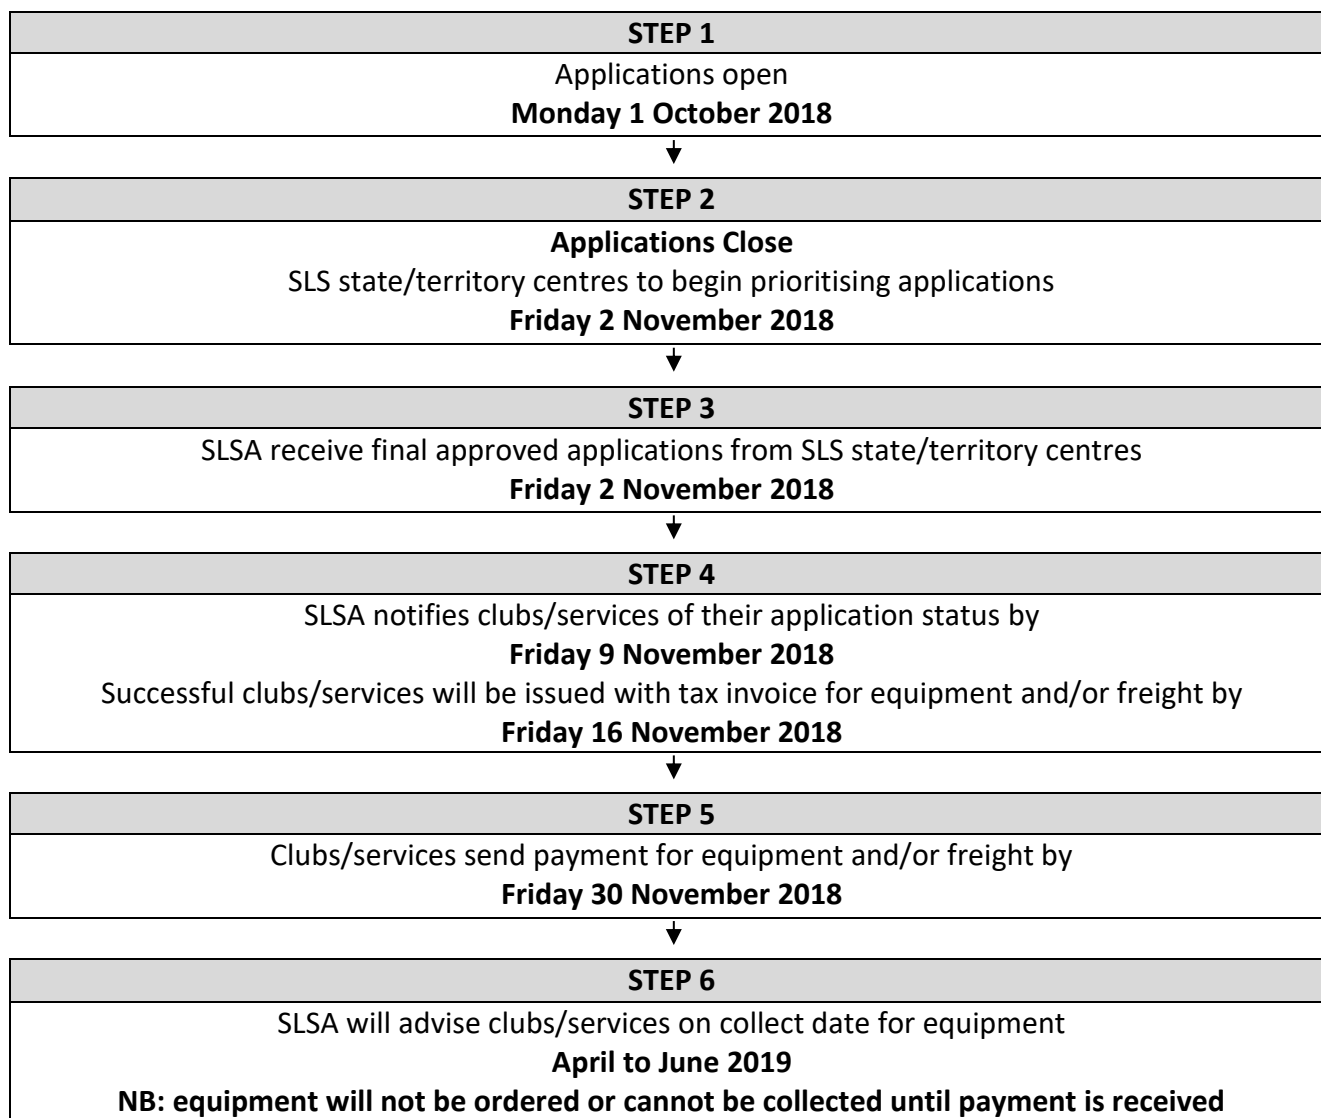 STEP 1
Applications open
Monday 1 October 2018
STEP 2
Applications Close
SLS state/territory centres to begin prioritising applications
Friday 2 November 2018
STEP 3
SLSA receive final approved applications from SLS state/territory centres
Friday 2 November 2018
STEP 4
SLSA notifies clubs/services of their application status by
Friday 9 November 2018
Successful clubs/services will be issued with tax invoice for equipment and/or freight by
Friday 16 November 2018
STEP 5
Clubs/services send payment for equipment and/or freight by
Friday 30 November 2018
STEP 6
SLSA will advise clubs/services on collect date for equipment
April to June 2019
NB: equipment will not be ordered or cannot be collected until payment is received